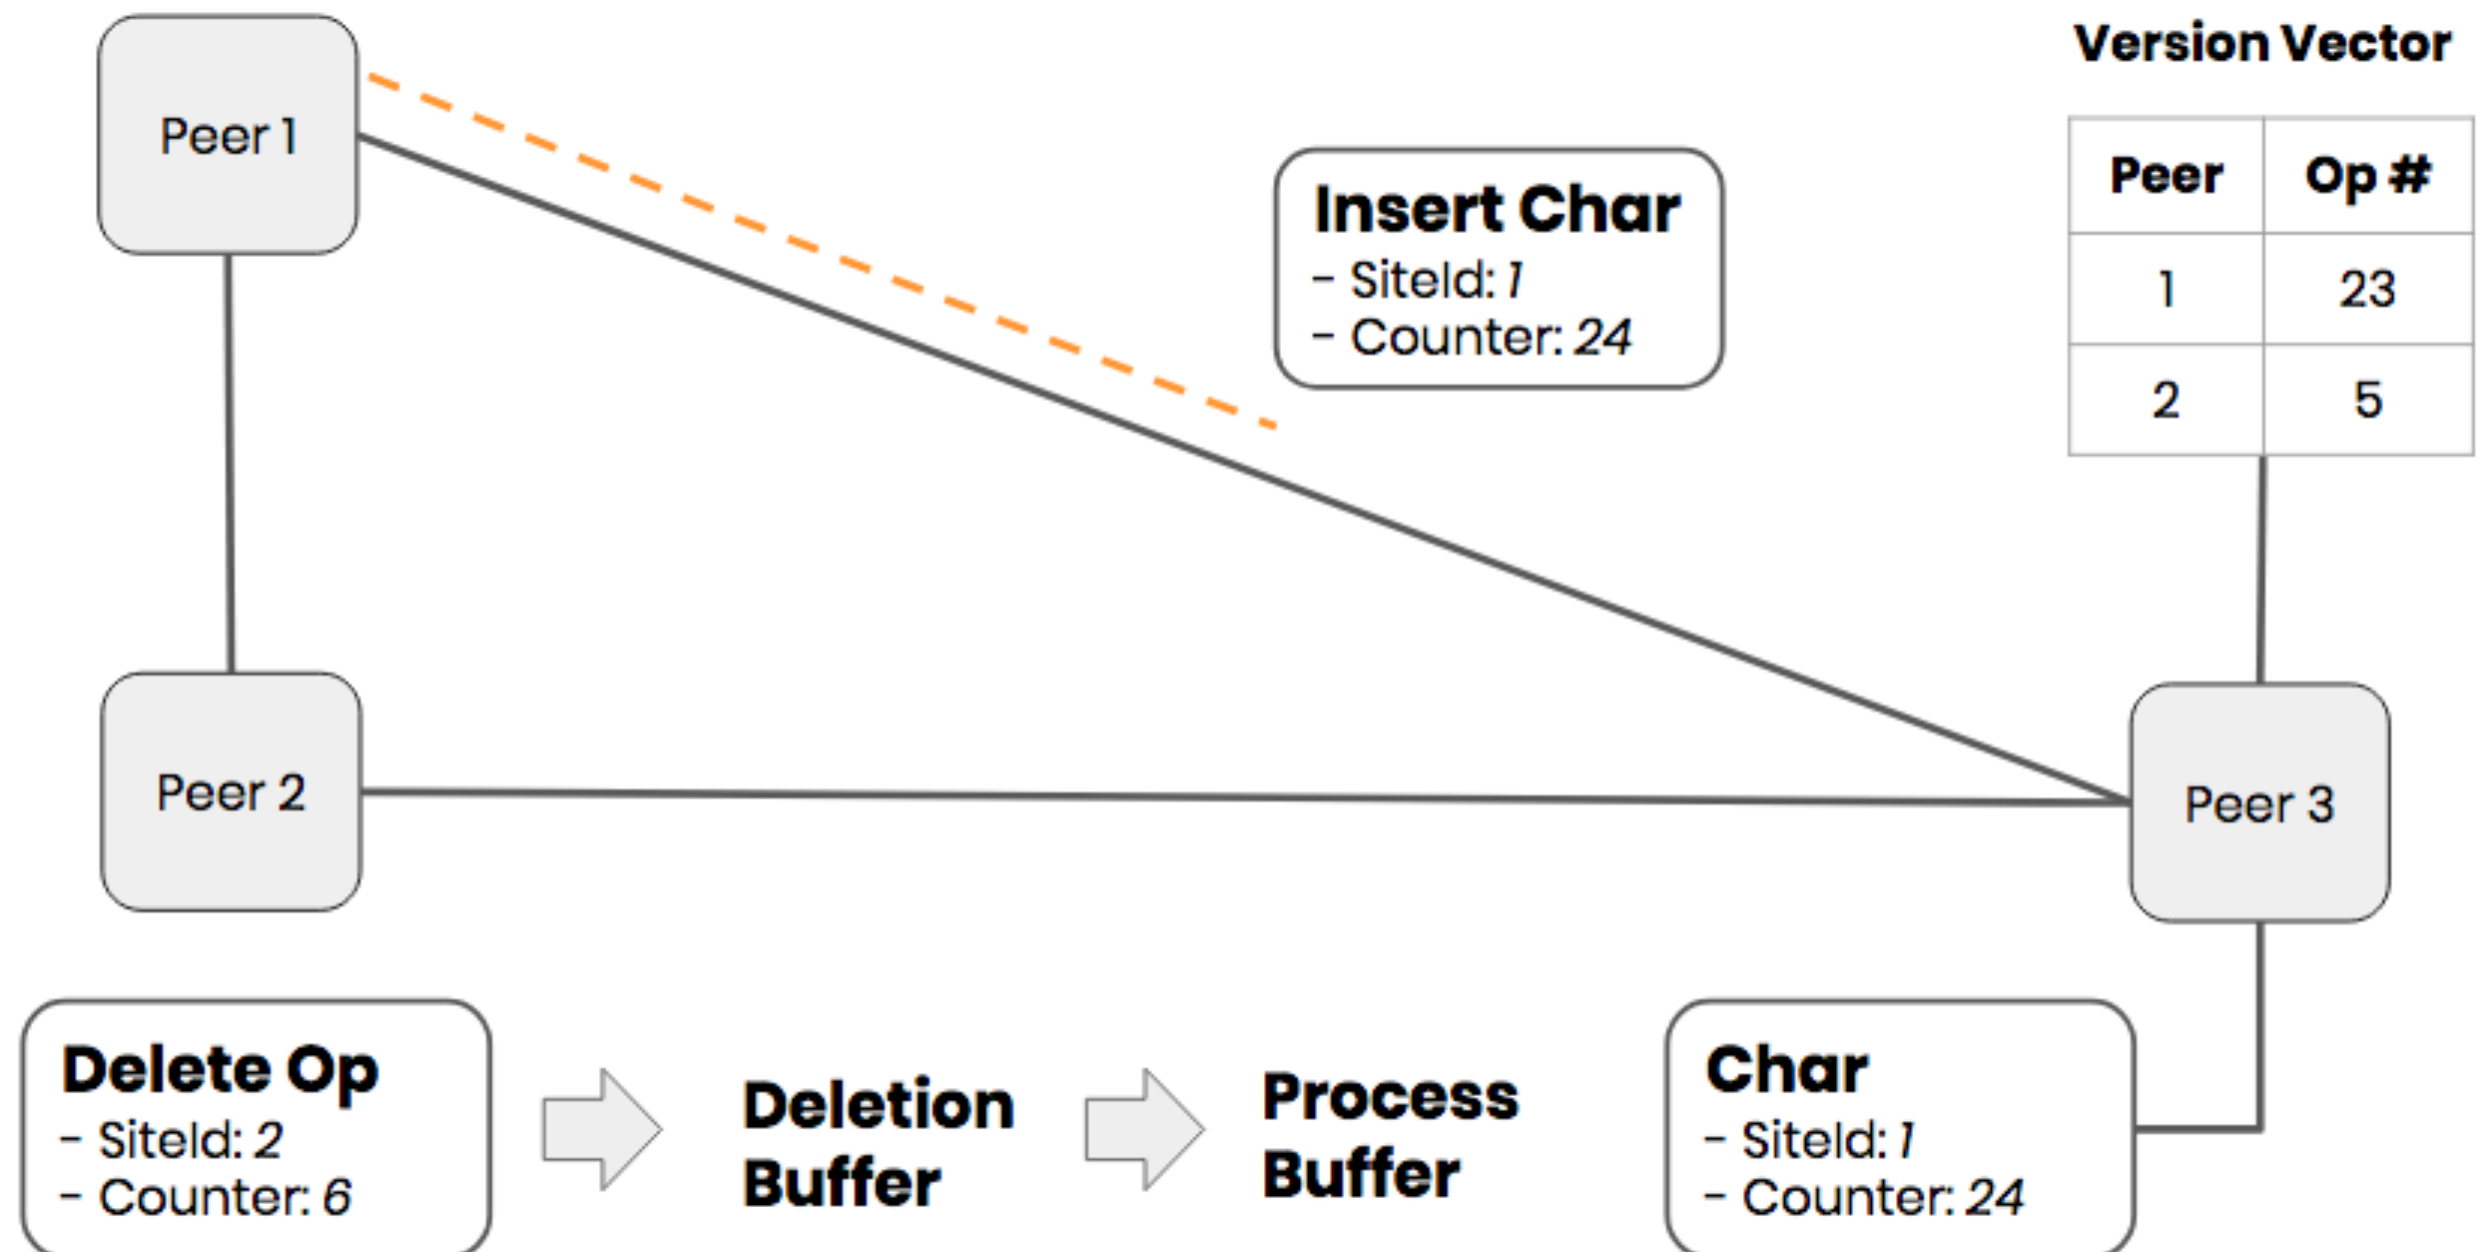 Peer 1
Version Vector
Peer Op #
1 23
2 5
Insert Char
- SiteId: 1
- Counter: 24
Peer 2
Peer 3
Delete Op
- SiteId: 2
- Counter: 6
Deletion
Buffer
Process
Buffer
Char
- SiteId: 1
- Counter: 24